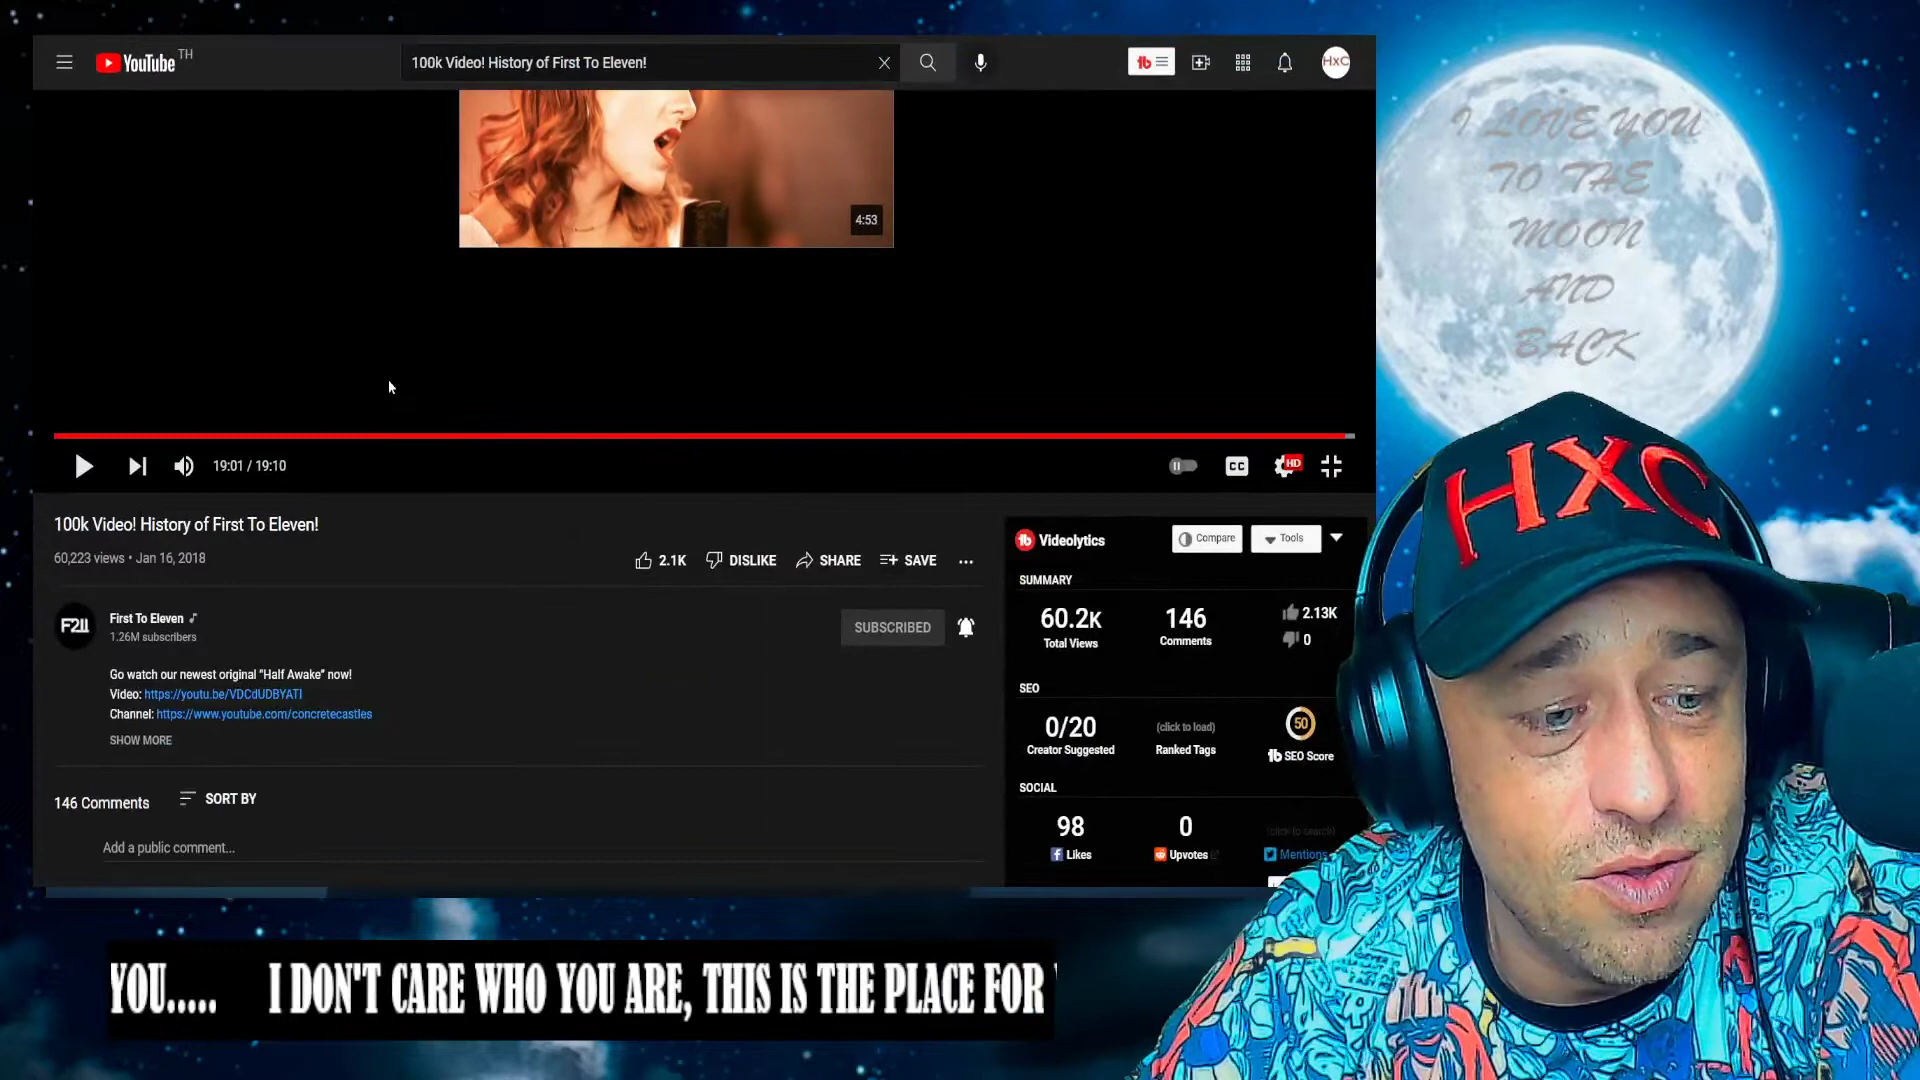 YouTube TH
100k Video! History of First To Eleven!
HXC
I LOVE YOU
TO THE
MOON
AND
BACK
4:53
19:01 / 19:10
CC
HD
100k Video! History of First To Eleven!
60,223 views • Jan 16, 2018
2.1K
DISLIKE
SHARE
SAVE
F211
First To Eleven
1.26M subscribers
SUBSCRIBED
Go watch our newest original "Half Awake" now!
Video: https://youtu.be/VDCdUDBYATI
Channel: https://www.youtube.com/concretecastles
SHOW MORE
146 Comments
SORT BY
Add a public comment...
Videolytics
Compare
Tools
SUMMARY
60.2K
Total Views
146
Comments
2.13K
0
SEO
0/20
Creator Suggested
(click to load)
Ranked Tags
50
SEO Score
SOCIAL
98
Likes
0
Upvotes
(click to search)
Mentions
HXC
YOU..... I DON'T CARE WHO YOU ARE, THIS IS THE PLACE FOR